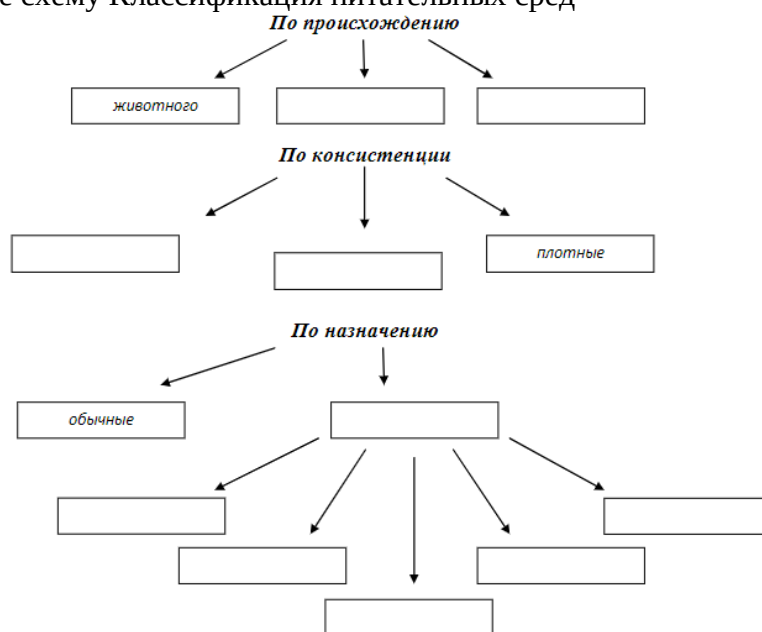 е схему Классификация питательных сред
По происхождению
животного
По консистенции
плотные
По назначению
обычные